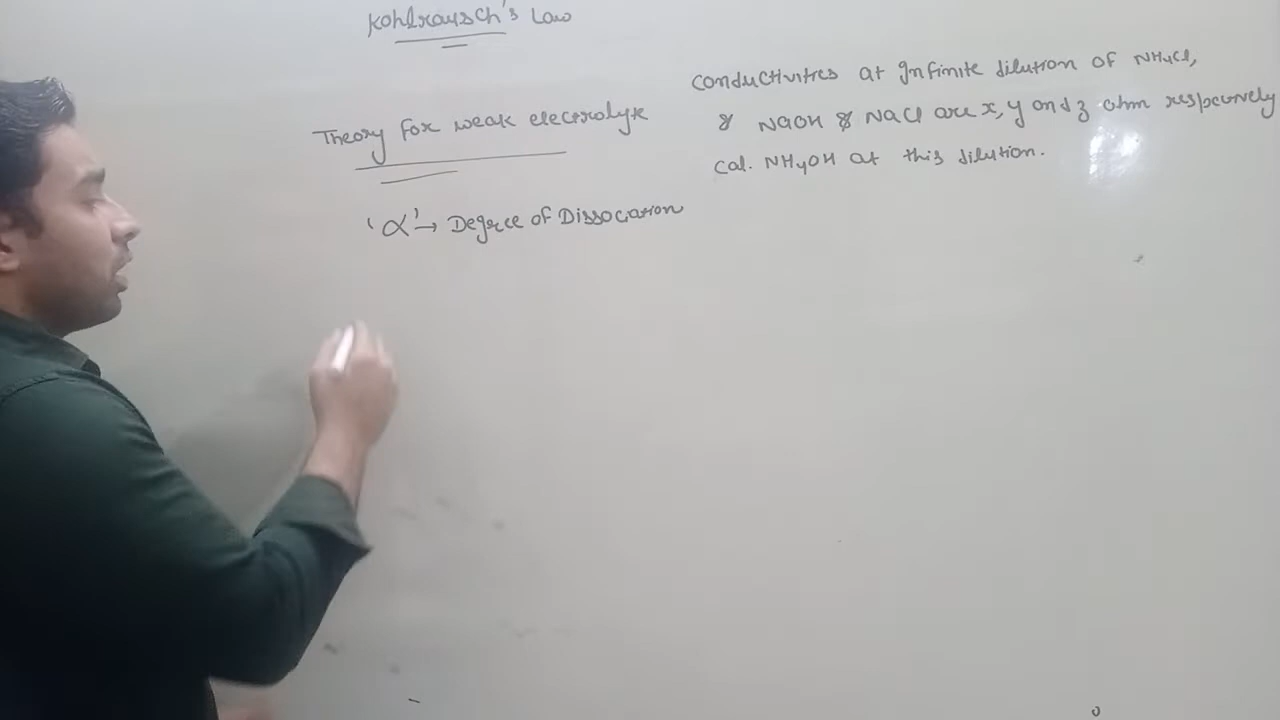 Kohlrausch's Law
Theory For weak electrolyte
'α' → Degree of Dissociation
conductivities at Infinite dilution of NH4Cl,
& NaOH & NaCl are x, y and z ohm respectively
Cal. NH4OH at this dilution.